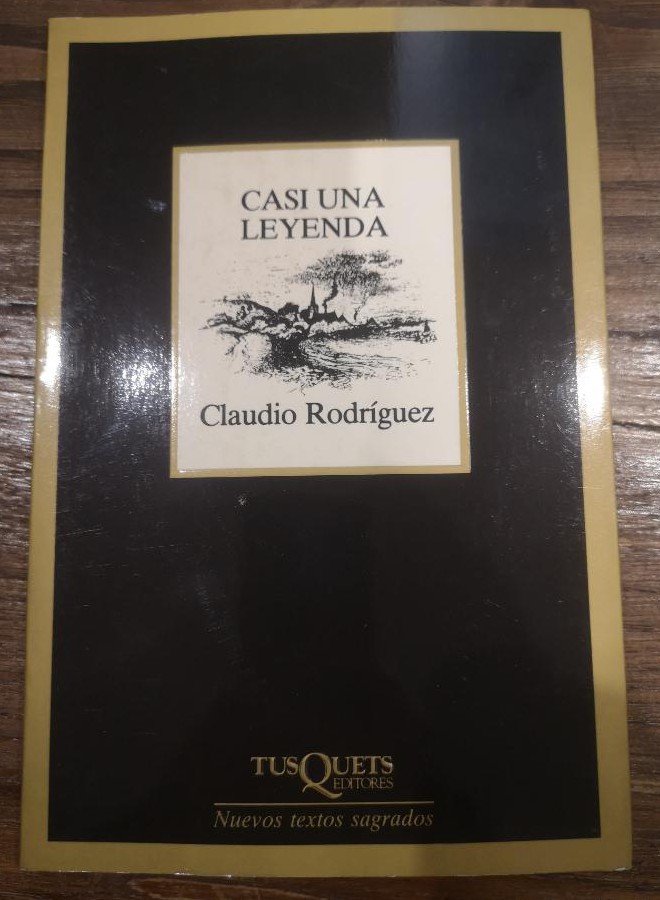 CASI UNA
LEYENDA
Claudio Rodríguez
TUSQUETS
EDITORES
Nuevos textos sagrados